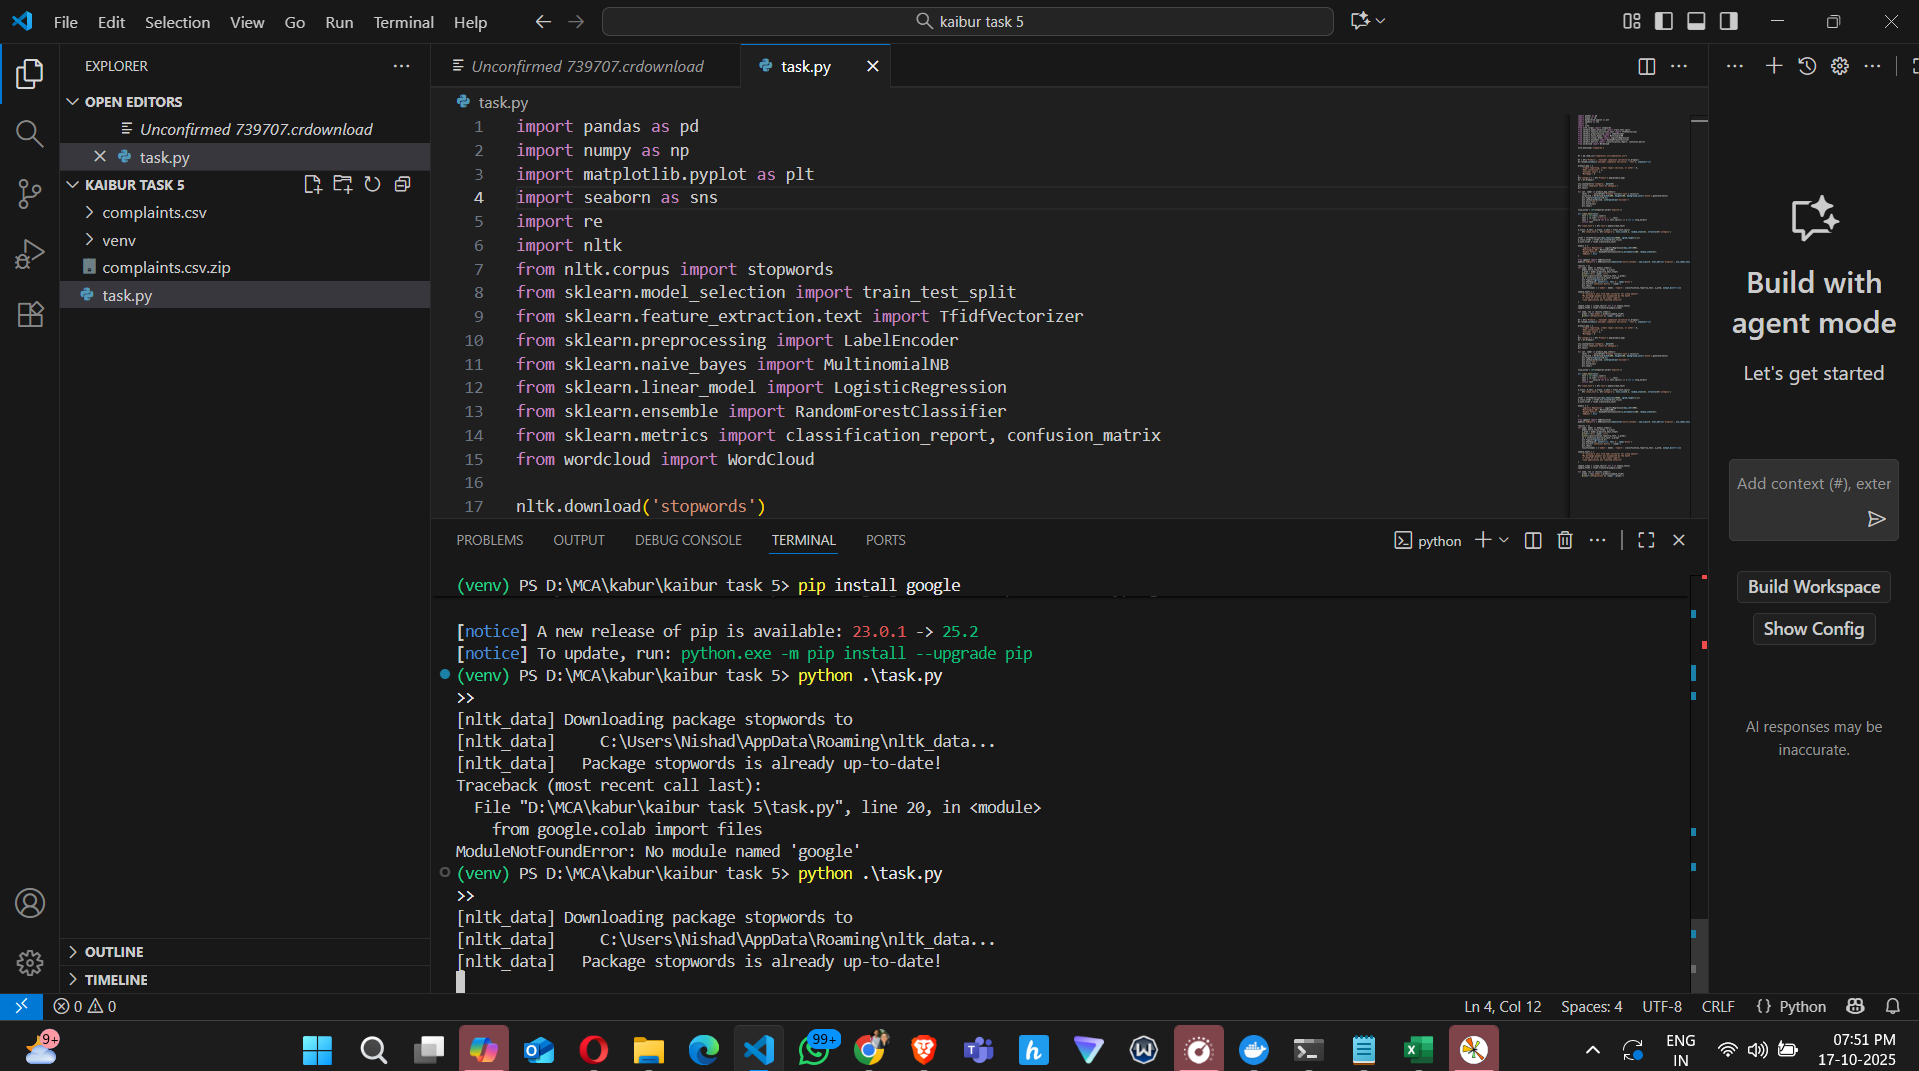 File Edit Selection View Go Run Terminal Help
kaibur task 5
EXPLORER
OPEN EDITORS
Unconfirmed 739707.crdownload
task.py
KAIBUR TASK 5
complaints.csv
venv
complaints.csv.zip
task.py
OUTLINE
TIMELINE
Unconfirmed 739707.crdownload
task.py
task.py
1 import pandas as pd
2 import numpy as np
3 import matplotlib.pyplot as plt
4 import seaborn as sns
5 import re
6 import nltk
7 from nltk.corpus import stopwords
8 from sklearn.model_selection import train_test_split
9 from sklearn.feature_extraction.text import TfidfVectorizer
10 from sklearn.preprocessing import LabelEncoder
11 from sklearn.naive_bayes import MultinomialNB
12 from sklearn.linear_model import LogisticRegression
13 from sklearn.ensemble import RandomForestClassifier
14 from sklearn.metrics import classification_report, confusion_matrix
15 from wordcloud import WordCloud
16
17 nltk.download('stopwords')
PROBLEMS OUTPUT DEBUG CONSOLE TERMINAL PORTS
python
(venv) PS D:\MCA\kabur\kaibur task 5> pip install google
[notice] A new release of pip is available: 23.0.1 -> 25.2
[notice] To update, run: python.exe -m pip install --upgrade pip
(venv) PS D:\MCA\kabur\kaibur task 5> python .\task.py
>>
[nltk_data] Downloading package stopwords to
[nltk_data]     C:\Users\Nishad\AppData\Roaming\nltk_data...
[nltk_data]   Package stopwords is already up-to-date!
Traceback (most recent call last):
  File "D:\MCA\kabur\kaibur task 5\task.py", line 20, in <module>
    from google.colab import files
ModuleNotFoundError: No module named 'google'
(venv) PS D:\MCA\kabur\kaibur task 5> python .\task.py
>>
[nltk_data] Downloading package stopwords to
[nltk_data]     C:\Users\Nishad\AppData\Roaming\nltk_data...
[nltk_data]   Package stopwords is already up-to-date!
Build with
agent mode
Let's get started
Add context (#), exter
Build Workspace
Show Config
AI responses may be
inaccurate.
0 0
Ln 4, Col 12 Spaces: 4 UTF-8 CRLF {} Python
9+
99+
ENG
IN
07:51 PM
17-10-2025